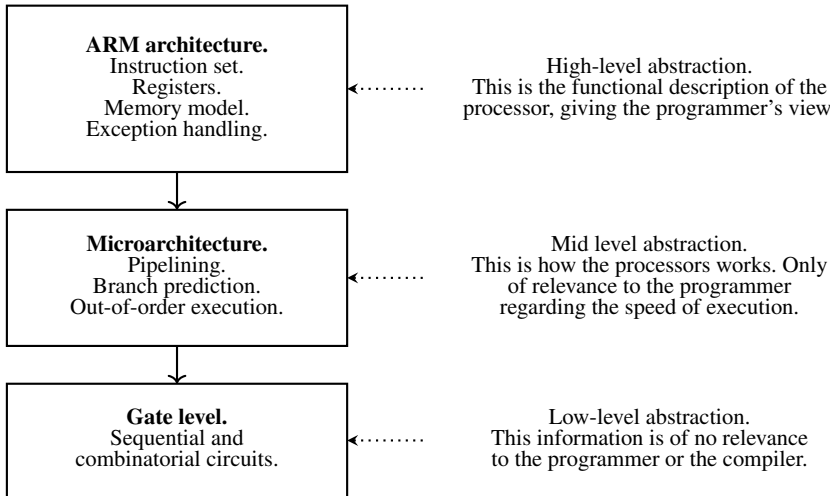 ARM architecture.
Instruction set.
Registers.
Memory model.
Exception handling.
High-level abstraction.
This is the functional description of the
processor, giving the programmer's view
Microarchitecture.
Pipelining.
Branch prediction.
Out-of-order execution.
Mid level abstraction.
This is how the processors works. Only
of relevance to the programmer
regarding the speed of execution.
Gate level.
Sequential and
combinatorial circuits.
Low-level abstraction.
This information is of no relevance
to the programmer or the compiler.